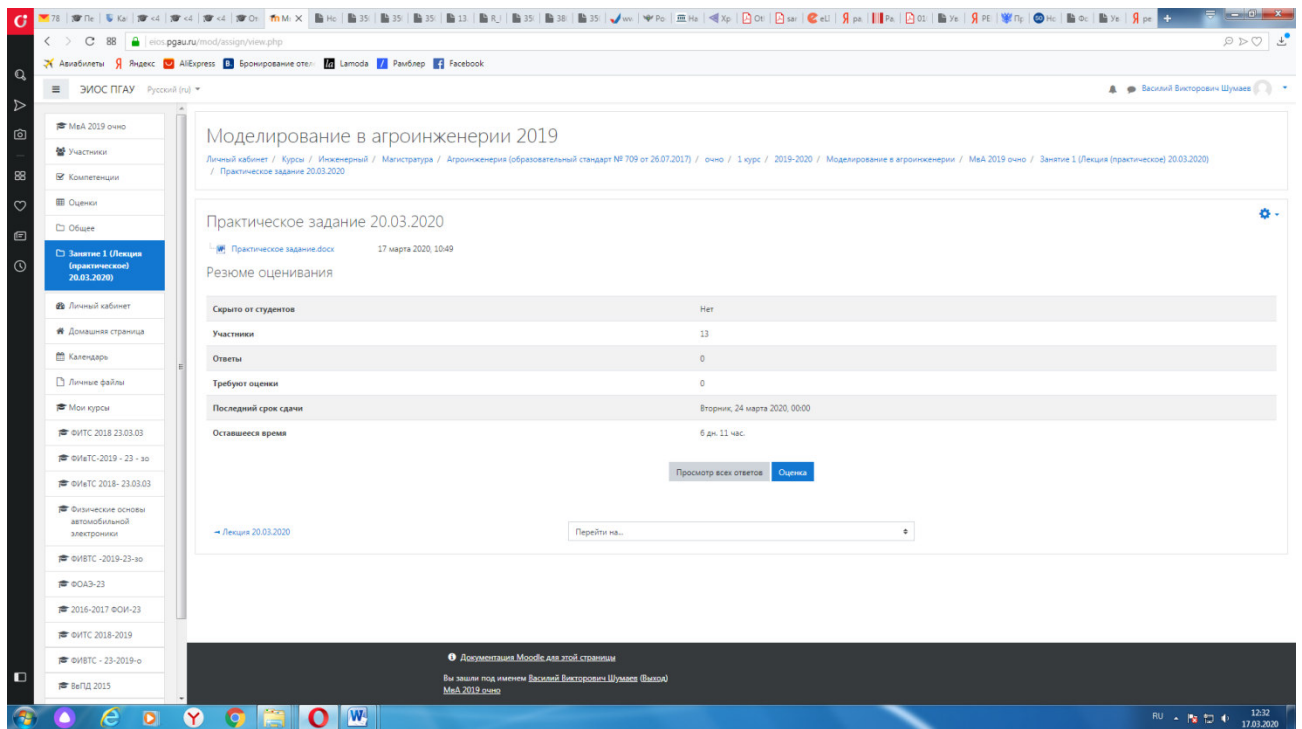 78
88
eios.pgau.ru/mod/assign/view.php
Авиабилеты
Яндекс
AliExpress
Бронирование отел
Lamoda
Рамблер
Facebook
ЭИОС ПГАУ
Русский (ru)
Василий Викторович Шумаев
МвА 2019 очно
Участники
Компетенции
Оценки
Общее
Занятие 1 (Лекция
(практическое)
20.03.2020)
Личный кабинет
Домашняя страница
Календарь
Личные файлы
Мои курсы
ФИТС 2018 23.03.03
ФИвТС-2019 - 23 - зо
ФИвТС 2018- 23.03.03
Физические основы
автомобильной
электроники
ФИВТС -2019-23-зо
ФОАЭ-23
2016-2017 ФОИ-23
ФИТС 2018-2019
ФИВТС - 23-2019-о
ВеПД 2015
Моделирование в агроинженерии 2019
Личный кабинет / Курсы / Инженерный / Магистратура / Агроинженерия (образовательный стандарт № 709 от 26.07.2017) / очно / 1 курс / 2019-2020 / Моделирование в агроинженерии / МвА 2019 очно / Занятие 1 (Лекция (практическое) 20.03.2020)
/ Практическое задание 20.03.2020
Практическое задание 20.03.2020
Практическое задание.docx 17 марта 2020, 10:49
Резюме оценивания
Скрыто от студентов Нет
Участники 13
Ответы 0
Требуют оценки 0
Последний срок сдачи Вторник, 24 марта 2020, 00:00
Оставшееся время 6 дн. 11 час.
Просмотр всех ответов Оценка
→ Лекция 20.03.2020
Перейти на...
Документация Moodle для этой страницы
Вы зашли под именем Василий Викторович Шумаев (Выход)
МвА 2019 очно
RU
12:32
17.03.2020